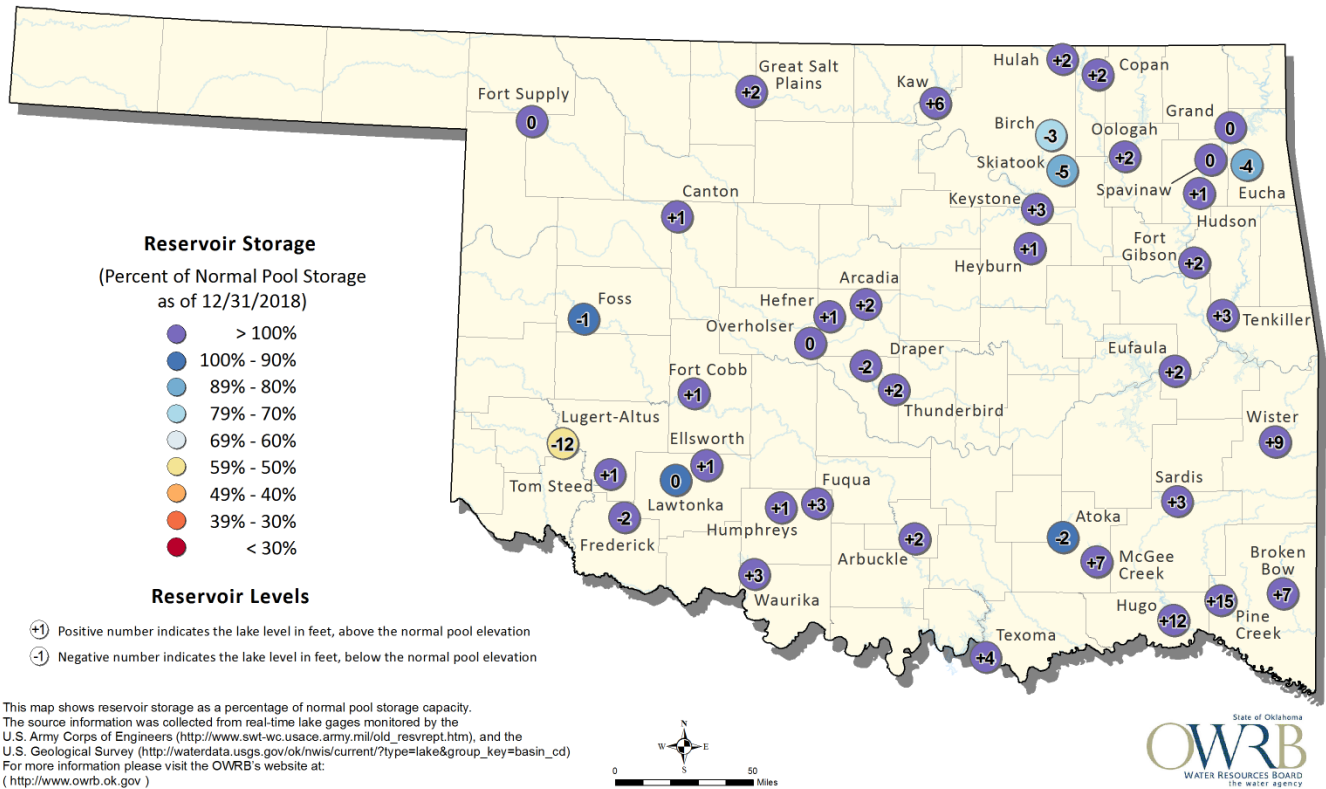 Hulah
+2
Copan
+2
Great Salt
Plains
+2
Kaw
+6
Fort Supply
0
Grand
0
Birch
-3
Oologah
+2
Skiatook
-5
Spavinaw
0
-4
Eucha
+1
Hudson
Canton
+1
Keystone
+3
Fort
Gibson
+2
Heyburn
+1
Reservoir Storage
(Percent of Normal Pool Storage
as of 12/31/2018)
> 100%
100% - 90%
89% - 80%
79% - 70%
69% - 60%
59% - 50%
49% - 40%
39% - 30%
< 30%
Foss
-1
Arcadia
+2
Hefner
+1
Overholser
0
+3
Tenkiller
Draper
-2
+2
Thunderbird
Eufaula
+2
Fort Cobb
+1
Lugert-Altus
-12
Ellsworth
+1
Wister
+9
Tom Steed
+1
0
Lawtonka
Fuqua
+3
+1
Humphreys
Sardis
+3
-2
Frederick
+2
Arbuckle
Atoka
-2
+7
McGee
Creek
Broken
Bow
+7
+3
Waurika
Hugo
+12
+15
Pine
Creek
Texoma
+4
Reservoir Levels
+1 Positive number indicates the lake level in feet, above the normal pool elevation
-1 Negative number indicates the lake level in feet, below the normal pool elevation
This map shows reservoir storage as a percentage of normal pool storage capacity.
The source information was collected from real-time lake gages monitored by the
U.S. Army Corps of Engineers (http://www.swt-wc.usace.army.mil/old_resvrept.htm), and the
U.S. Geological Survey (http://waterdata.usgs.gov/ok/nwis/current/?type=lake&group_key=basin_cd)
For more information please visit the OWRB's website at:
( http://www.owrb.ok.gov )
N
W E
S
0 50
Miles
State of Oklahoma
OWRB
WATER RESOURCES BOARD
the water agency